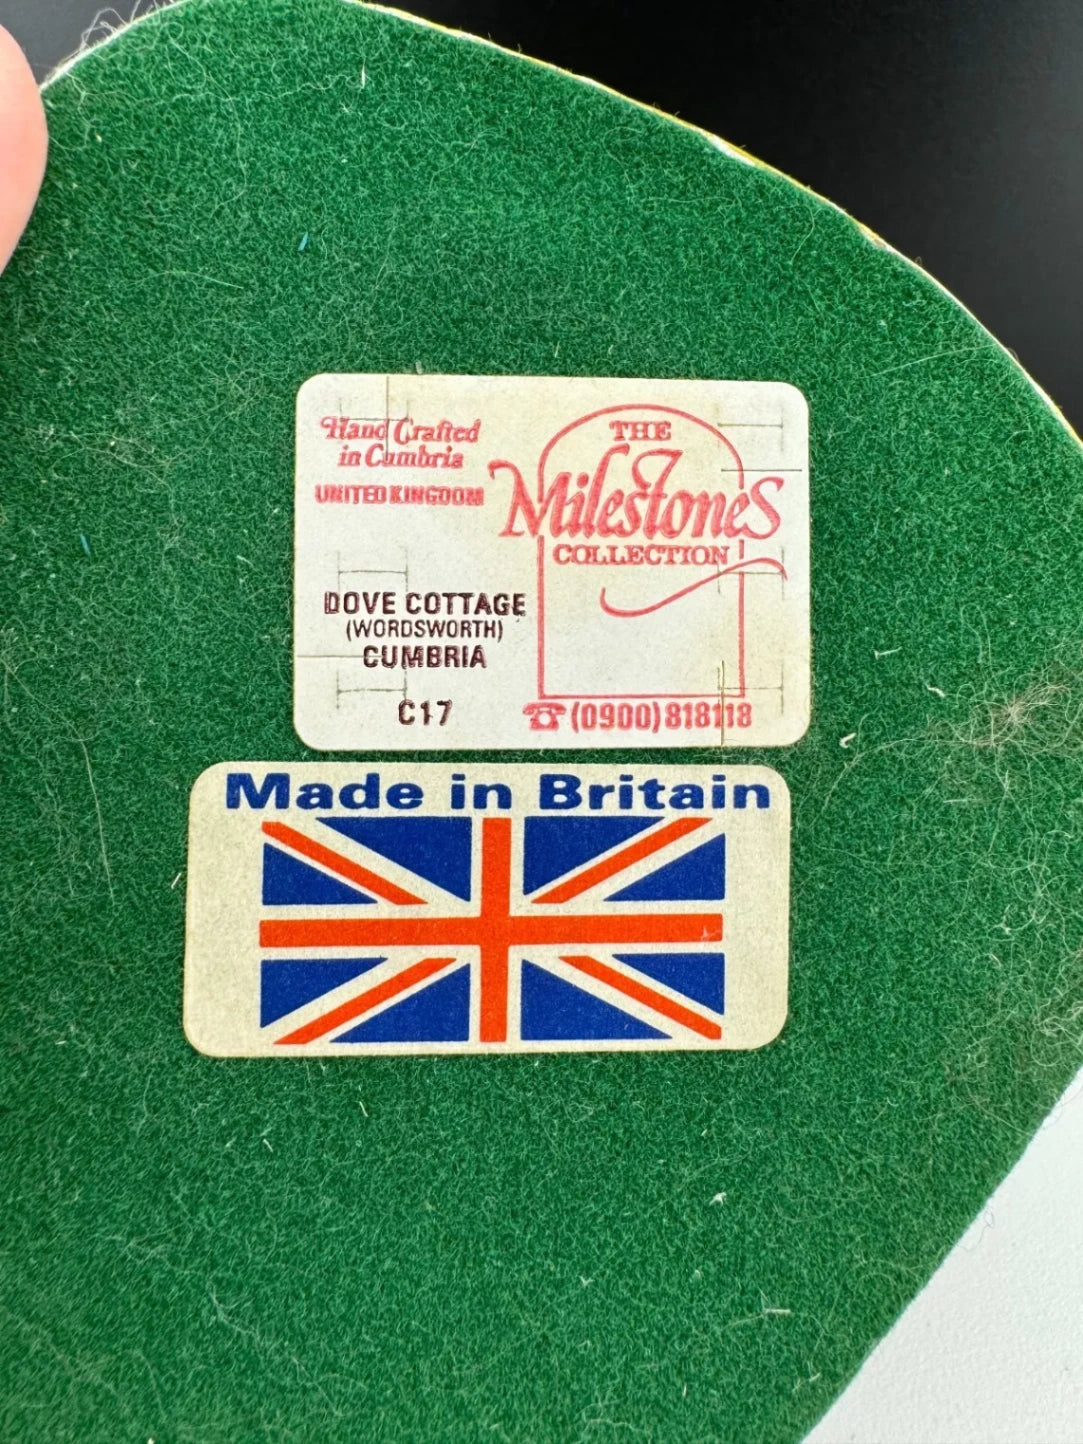 Hand Crafted
in Cumbria
UNITED KINGDOM
THE
Milestones
COLLECTION
DOVE COTTAGE
(WORDSWORTH)
CUMBRIA
C17
☎ (0900) 818118
Made in Britain